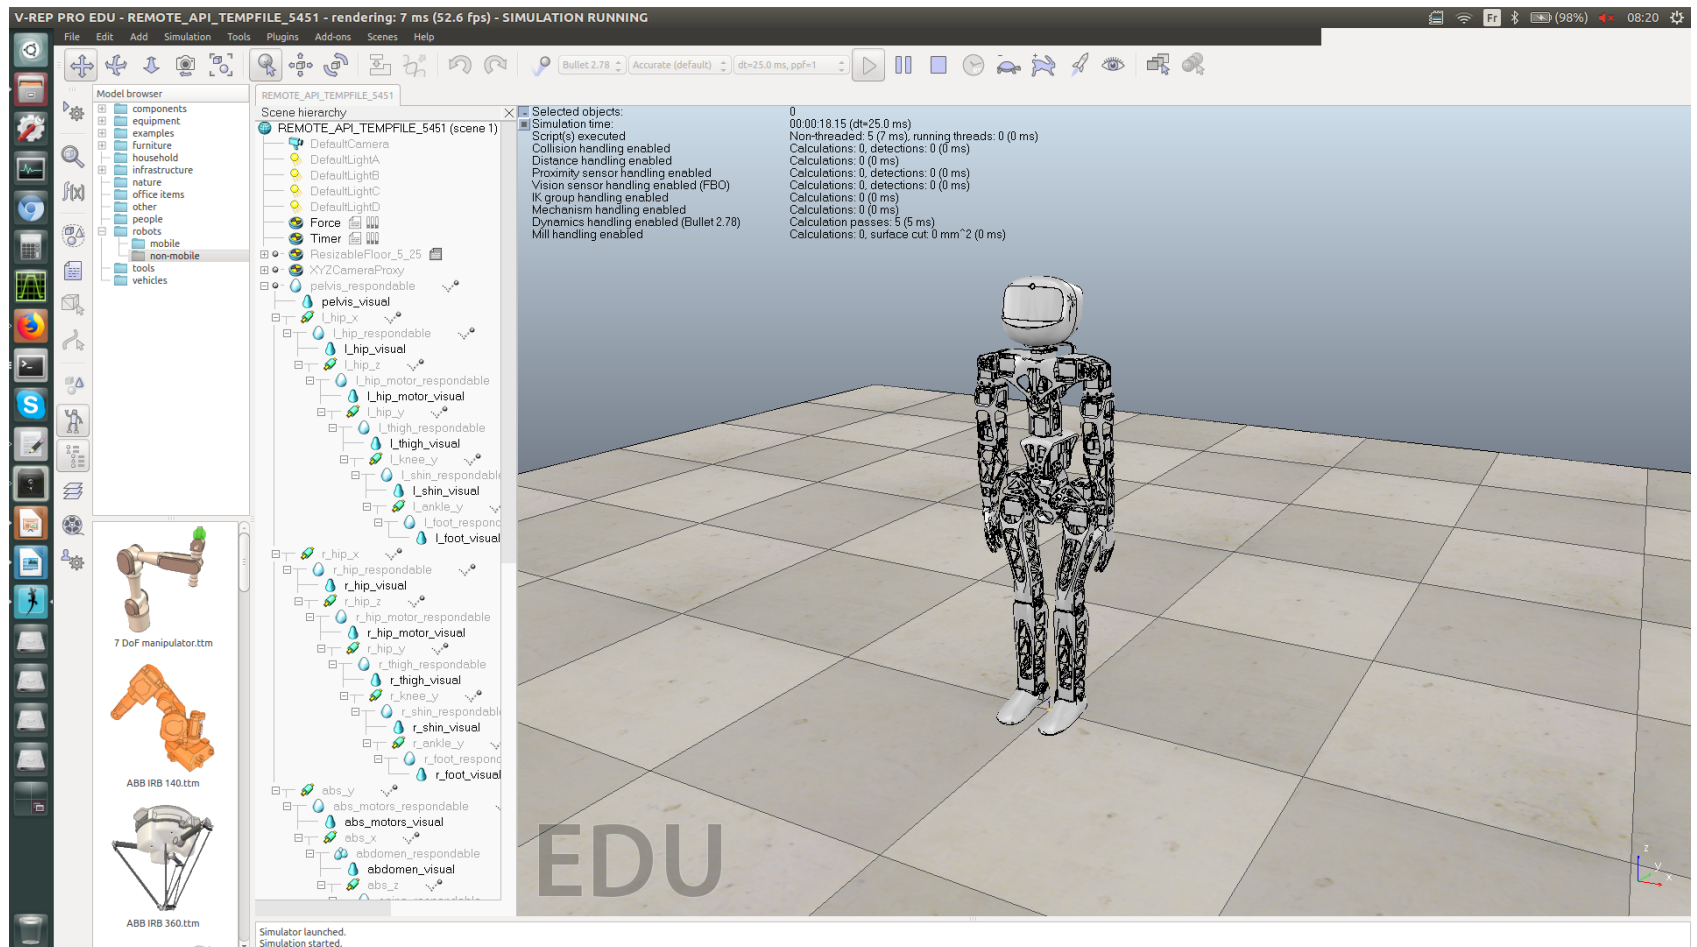 V-REP PRO EDU - REMOTE_API_TEMPFILE_5451 - rendering: 7 ms (52.6 fps) - SIMULATION RUNNING
Fr (98%) 08:20
File Edit Add Simulation Tools Plugins Add-ons Scenes Help
Bullet 2.78 Accurate (default) dt=25.0 ms, ppf=1
f(x)
Model browser
components
equipment
examples
furniture
household
infrastructure
nature
office items
other
people
robots
mobile
non-mobile
tools
vehicles
7 DoF manipulator.ttm
ABB IRB 140.ttm
ABB IRB 360.ttm
REMOTE_API_TEMPFILE_5451
Scene hierarchy
REMOTE_API_TEMPFILE_5451 (scene 1)
DefaultCamera
DefaultLightA
DefaultLightB
DefaultLightC
DefaultLightD
Force
Timer
ResizableFloor_5_25
XYZCameraProxy
pelvis_respondable
pelvis_visual
l_hip_x
l_hip_respondable
l_hip_visual
l_hip_z
l_hip_motor_respondable
l_hip_motor_visual
l_hip_y
l_thigh_respondable
l_thigh_visual
l_knee_y
l_shin_respondable
l_shin_visual
l_ankle_y
l_foot_respond
l_foot_visual
r_hip_x
r_hip_respondable
r_hip_visual
r_hip_z
r_hip_motor_respondable
r_hip_motor_visual
r_hip_y
r_thigh_respondable
r_thigh_visual
r_knee_y
r_shin_respondable
r_shin_visual
r_ankle_y
r_foot_respond
r_foot_visual
abs_y
abs_motors_respondable
abs_motors_visual
abs_x
abdomen_respondable
abdomen_visual
abs_z
Selected objects: 0
Simulation time: 00:00:18.15 (dt=25.0 ms)
Script(s) executed Non-threaded: 5 (7 ms), running threads: 0 (0 ms)
Collision handling enabled Calculations: 0, detections: 0 (0 ms)
Distance handling enabled Calculations: 0 (0 ms)
Proximity sensor handling enabled Calculations: 0, detections: 0 (0 ms)
Vision sensor handling enabled (FBO) Calculations: 0, detections: 0 (0 ms)
IK group handling enabled Calculations: 0 (0 ms)
Mechanism handling enabled Calculations: 0 (0 ms)
Dynamics handling enabled (Bullet 2.78) Calculation passes: 5 (5 ms)
Mill handling enabled Calculations: 0, surface cut: 0 mm^2 (0 ms)
EDU
z
y
x
Simulator launched.
Simulation started.